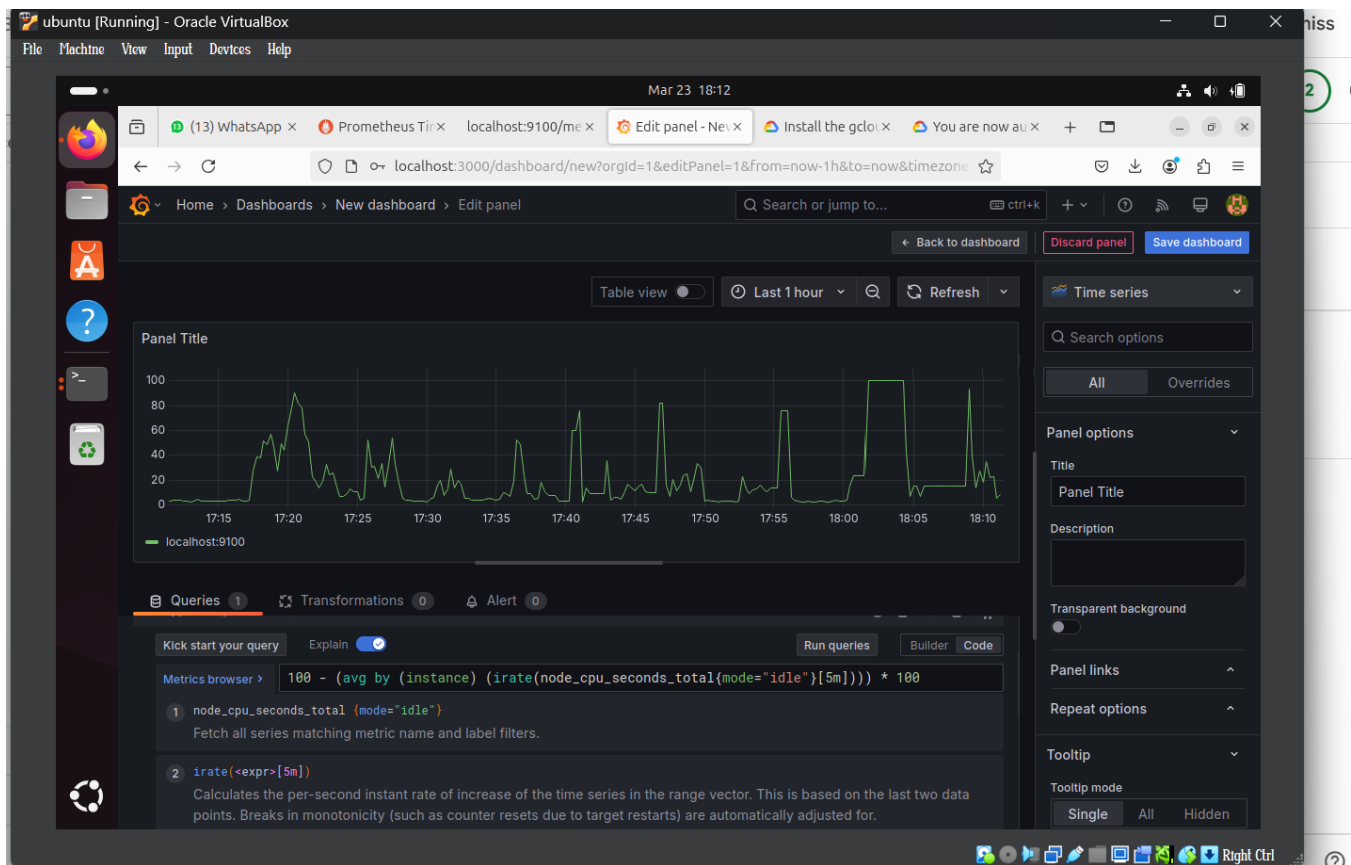 ubuntu [Running] - Oracle VirtualBox
niss
File Machine View Input Devices Help
Mar 23 18:12
2
(13) WhatsApp
Prometheus Tir
localhost:9100/me
Edit panel - Nev
Install the gclou
You are now au
localhost:3000/dashboard/new?orgId=1&editPanel=1&from=now-1h&to=now&timezone
Home › Dashboards › New dashboard › Edit panel
Search or jump to...
ctrl+k
← Back to dashboard
Discard panel
Save dashboard
Table view
Last 1 hour
Refresh
Time series
Panel Title
Search options
All
Overrides
100
80
60
40
20
0
17:15 17:20 17:25 17:30 17:35 17:40 17:45 17:50 17:55 18:00 18:05 18:10
localhost:9100
Panel options
Title
Panel Title
Description
Transparent background
Panel links
Repeat options
Tooltip
Tooltip mode
Single All Hidden
Queries 1
Transformations 0
Alert 0
Kick start your query
Explain
Run queries
Builder Code
Metrics browser >
100 - (avg by (instance) (irate(node_cpu_seconds_total{mode="idle"}[5m]))) * 100
1 node_cpu_seconds_total {mode="idle"}
Fetch all series matching metric name and label filters.
2 irate(<expr>[5m])
Calculates the per-second instant rate of increase of the time series in the range vector. This is based on the last two data
points. Breaks in monotonicity (such as counter resets due to target restarts) are automatically adjusted for.
Right Ctrl